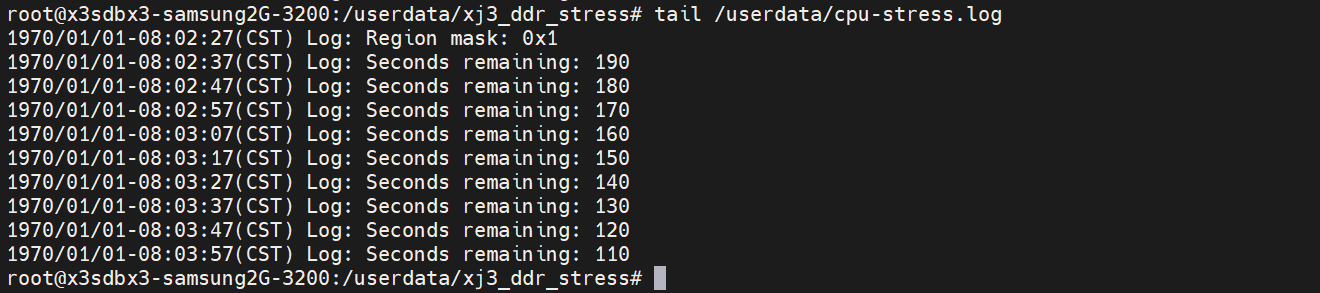 root@x3sdbx3-samsung2G-3200:/userdata/xj3_ddr_stress# tail /userdata/cpu-stress.log
1970/01/01-08:02:27(CST) Log: Region mask: 0x1
1970/01/01-08:02:37(CST) Log: Seconds remaining: 190
1970/01/01-08:02:47(CST) Log: Seconds remaining: 180
1970/01/01-08:02:57(CST) Log: Seconds remaining: 170
1970/01/01-08:03:07(CST) Log: Seconds remaining: 160
1970/01/01-08:03:17(CST) Log: Seconds remaining: 150
1970/01/01-08:03:27(CST) Log: Seconds remaining: 140
1970/01/01-08:03:37(CST) Log: Seconds remaining: 130
1970/01/01-08:03:47(CST) Log: Seconds remaining: 120
1970/01/01-08:03:57(CST) Log: Seconds remaining: 110
root@x3sdbx3-samsung2G-3200:/userdata/xj3_ddr_stress#